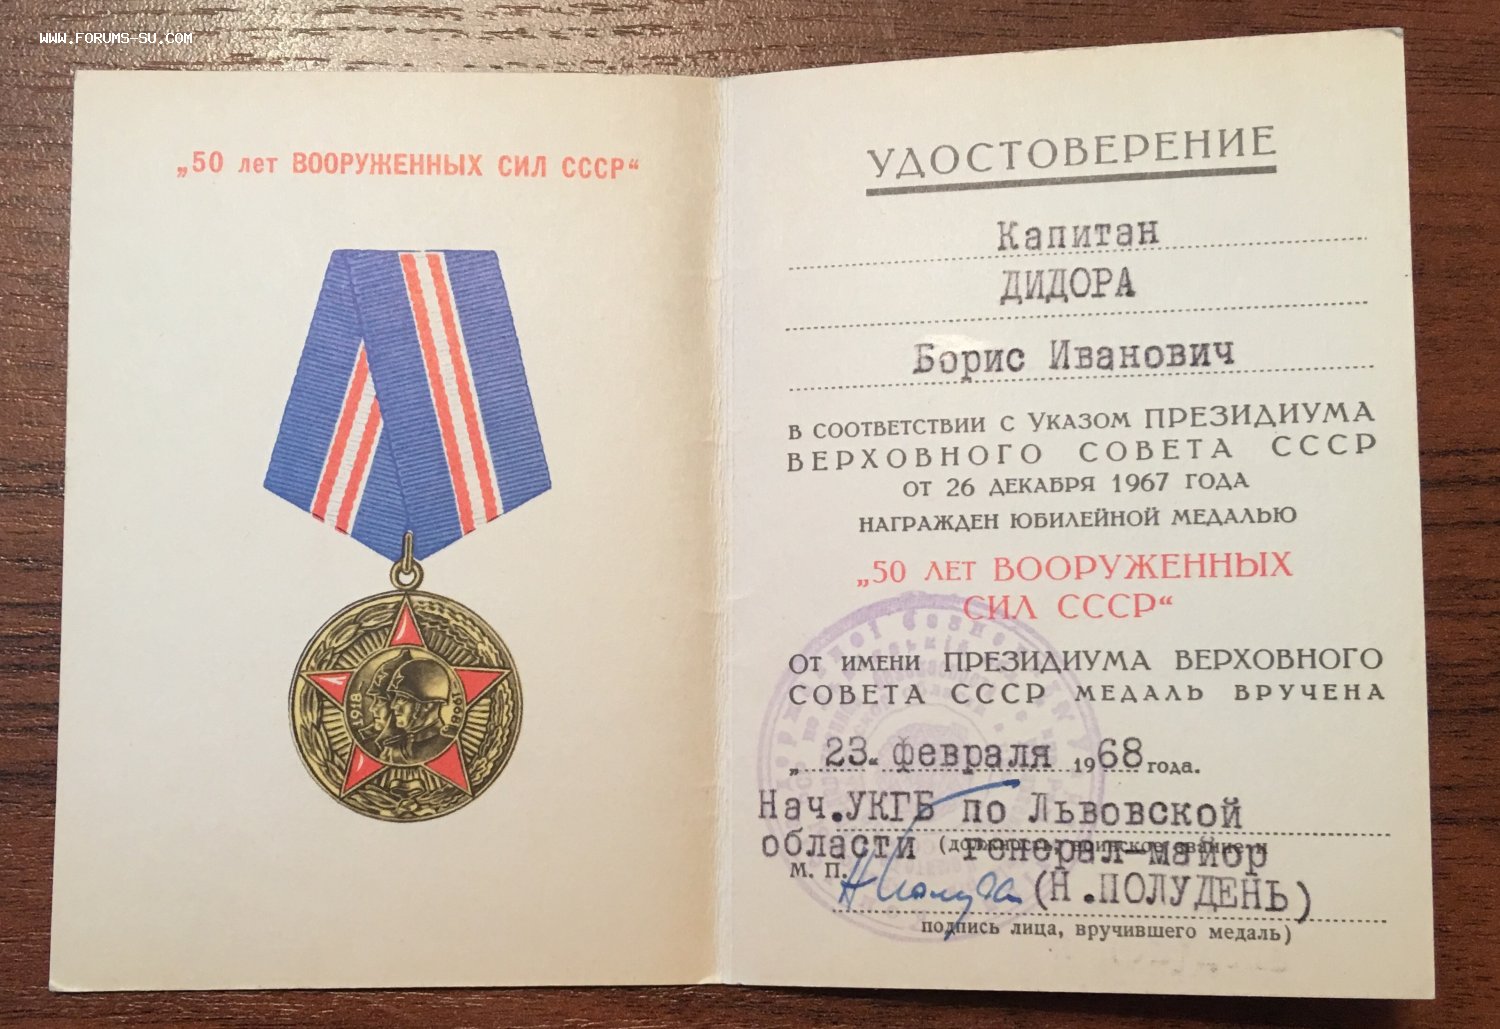 WWW.FORUMS-SU.COM
„50 лет ВООРУЖЕННЫХ СИЛ СССР“
1918
1968
УДОСТОВЕРЕНИЕ
Капитан
ДИДОРА
Борис Иванович
В СООТВЕТСТВИИ С УКАЗОМ ПРЕЗИДИУМА
ВЕРХОВНОГО СОВЕТА СССР
ОТ 26 ДЕКАБРЯ 1967 ГОДА
НАГРАЖДЕН ЮБИЛЕЙНОЙ МЕДАЛЬЮ
„50 ЛЕТ ВООРУЖЕННЫХ
СИЛ СССР“
ОТ ИМЕНИ ПРЕЗИДИУМА ВЕРХОВНОГО
СОВЕТА СССР МЕДАЛЬ ВРУЧЕНА
„23“ февраля 1968 года.
Нач.УКГБ по Львовской
области генерал-майор
(должность, воинское звание и
М. П. (Н.ПОЛУДЕНЬ)
подпись лица, вручившего медаль)